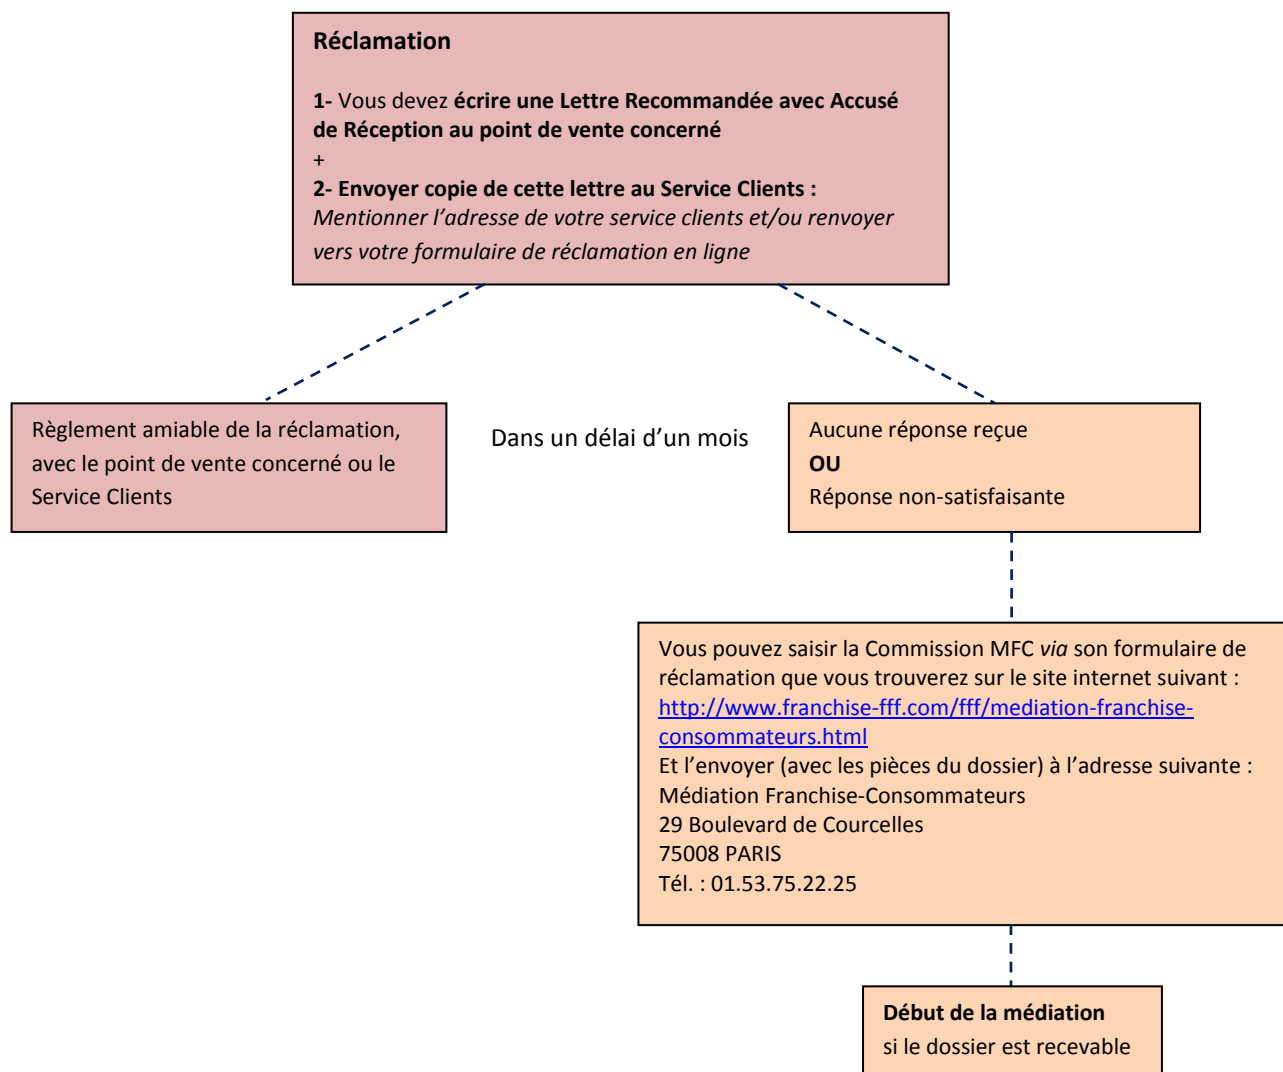 Réclamation
1- Vous devez écrire une Lettre Recommandée avec Accusé
de Réception au point de vente concerné
+
2- Envoyer copie de cette lettre au Service Clients :
Mentionner l’adresse de votre service clients et/ou renvoyer
vers votre formulaire de réclamation en ligne
Règlement amiable de la réclamation,
avec le point de vente concerné ou le
Service Clients
Dans un délai d’un mois
Aucune réponse reçue
OU
Réponse non-satisfaisante
Vous pouvez saisir la Commission MFC via son formulaire de
réclamation que vous trouverez sur le site internet suivant :
http://www.franchise-fff.com/fff/mediation-franchise-
consommateurs.html
Et l’envoyer (avec les pièces du dossier) à l’adresse suivante :
Médiation Franchise-Consommateurs
29 Boulevard de Courcelles
75008 PARIS
Tél. : 01.53.75.22.25
Début de la médiation
si le dossier est recevable